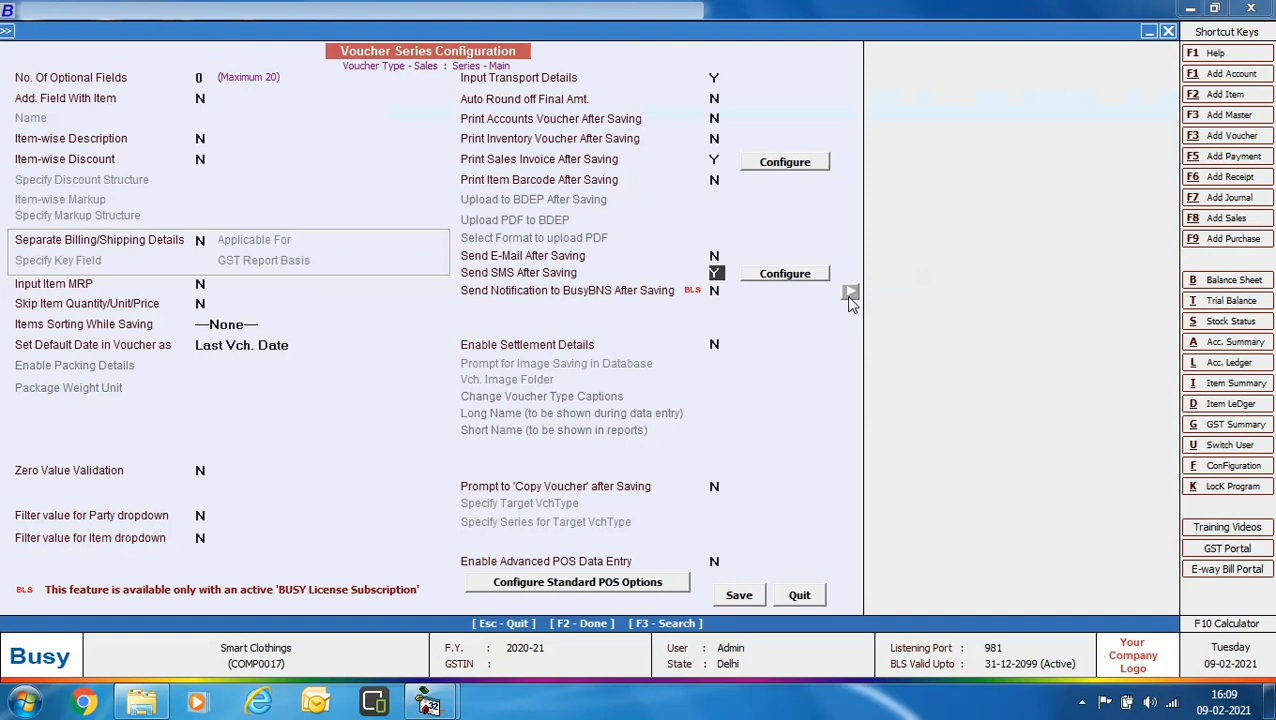 B
>>
Voucher Series Configuration
Voucher Type - Sales : Series - Main
No. Of Optional Fields 0 (Maximum 20)
Add. Field With Item N
Name
Item-wise Description N
Item-wise Discount N
Specify Discount Structure
Item-wise Markup
Specify Markup Structure
Separate Billing/Shipping Details N Applicable For
Specify Key Field GST Report Basis
Input Item MRP N
Skip Item Quantity/Unit/Price N
Items Sorting While Saving ---None---
Set Default Date in Voucher as Last Vch. Date
Enable Packing Details
Package Weight Unit
Zero Value Validation N
Filter value for Party dropdown N
Filter value for Item dropdown N
BLS This feature is available only with an active 'BUSY License Subscription'
Input Transport Details Y
Auto Round off Final Amt. N
Print Accounts Voucher After Saving N
Print Inventory Voucher After Saving N
Print Sales Invoice After Saving Y Configure
Print Item Barcode After Saving N
Upload to BDEP After Saving
Upload PDF to BDEP
Select Format to upload PDF
Send E-Mail After Saving N
Send SMS After Saving Y Configure
Send Notification to BusyBNS After Saving BLS N
Enable Settlement Details N
Prompt for Image Saving in Database
Vch. Image Folder
Change Voucher Type Captions
Long Name (to be shown during data entry)
Short Name (to be shown in reports)
Prompt to 'Copy Voucher' after Saving N
Specify Target VchType
Specify Series for Target VchType
Enable Advanced POS Data Entry N
Configure Standard POS Options
Save Quit
Shortcut Keys
F1 Help
F1 Add Account
F2 Add Item
F3 Add Master
F3 Add Voucher
F5 Add Payment
F6 Add Receipt
F7 Add Journal
F8 Add Sales
F9 Add Purchase
B Balance Sheet
T Trial Balance
S Stock Status
A Acc. Summary
L Acc. Ledger
I Item Summary
D Item LeDger
G GST Summary
U Switch User
F ConFiguration
K LocK Program
Training Videos
GST Portal
E-way Bill Portal
F10 Calculator
[ Esc - Quit ] [ F2 - Done ] [ F3 - Search ]
Busy
Smart Clothings
(COMP0017)
F.Y. : 2020-21
GSTIN :
User : Admin
State : Delhi
Listening Port : 981
BLS Valid Upto : 31-12-2099 (Active)
Your
Company
Logo
Tuesday
09-02-2021
32
16:09
09-02-2021